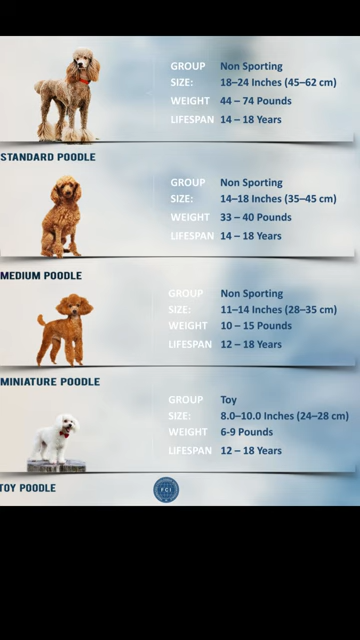 GROUP Non Sporting
SIZE: 18–24 Inches (45–62 cm)
WEIGHT 44 – 74 Pounds
LIFESPAN 14 – 18 Years
STANDARD POODLE
GROUP Non Sporting
SIZE: 14–18 Inches (35–45 cm)
WEIGHT 33 – 40 Pounds
LIFESPAN 14 – 18 Years
MEDIUM POODLE
GROUP Non Sporting
SIZE: 11–14 Inches (28–35 cm)
WEIGHT 10 – 15 Pounds
LIFESPAN 12 – 18 Years
MINIATURE POODLE
GROUP Toy
SIZE: 8.0–10.0 Inches (24–28 cm)
WEIGHT 6-9 Pounds
LIFESPAN 12 – 18 Years
TOY POODLE
FCI